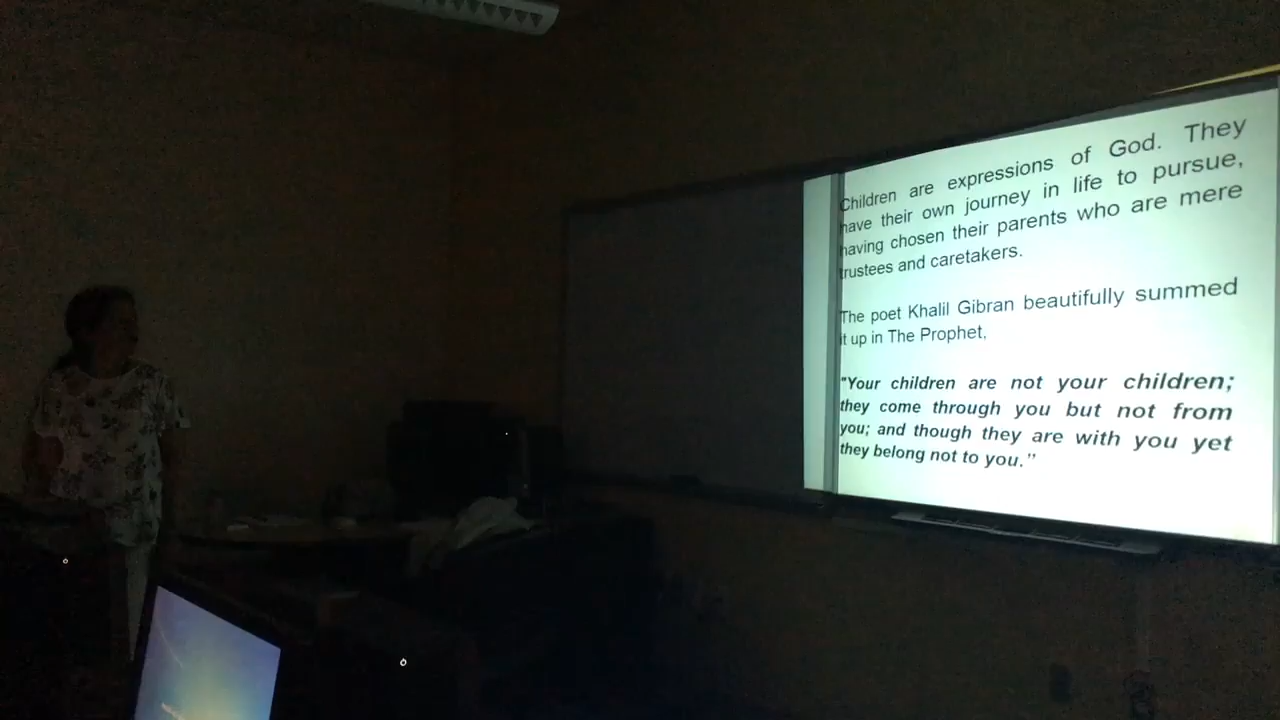 Children are expressions of God. They
have their own journey in life to pursue,
having chosen their parents who are mere
trustees and caretakers.
The poet Khalil Gibran beautifully summed
it up in The Prophet,
"Your children are not your children;
they come through you but not from
you; and though they are with you yet
they belong not to you."